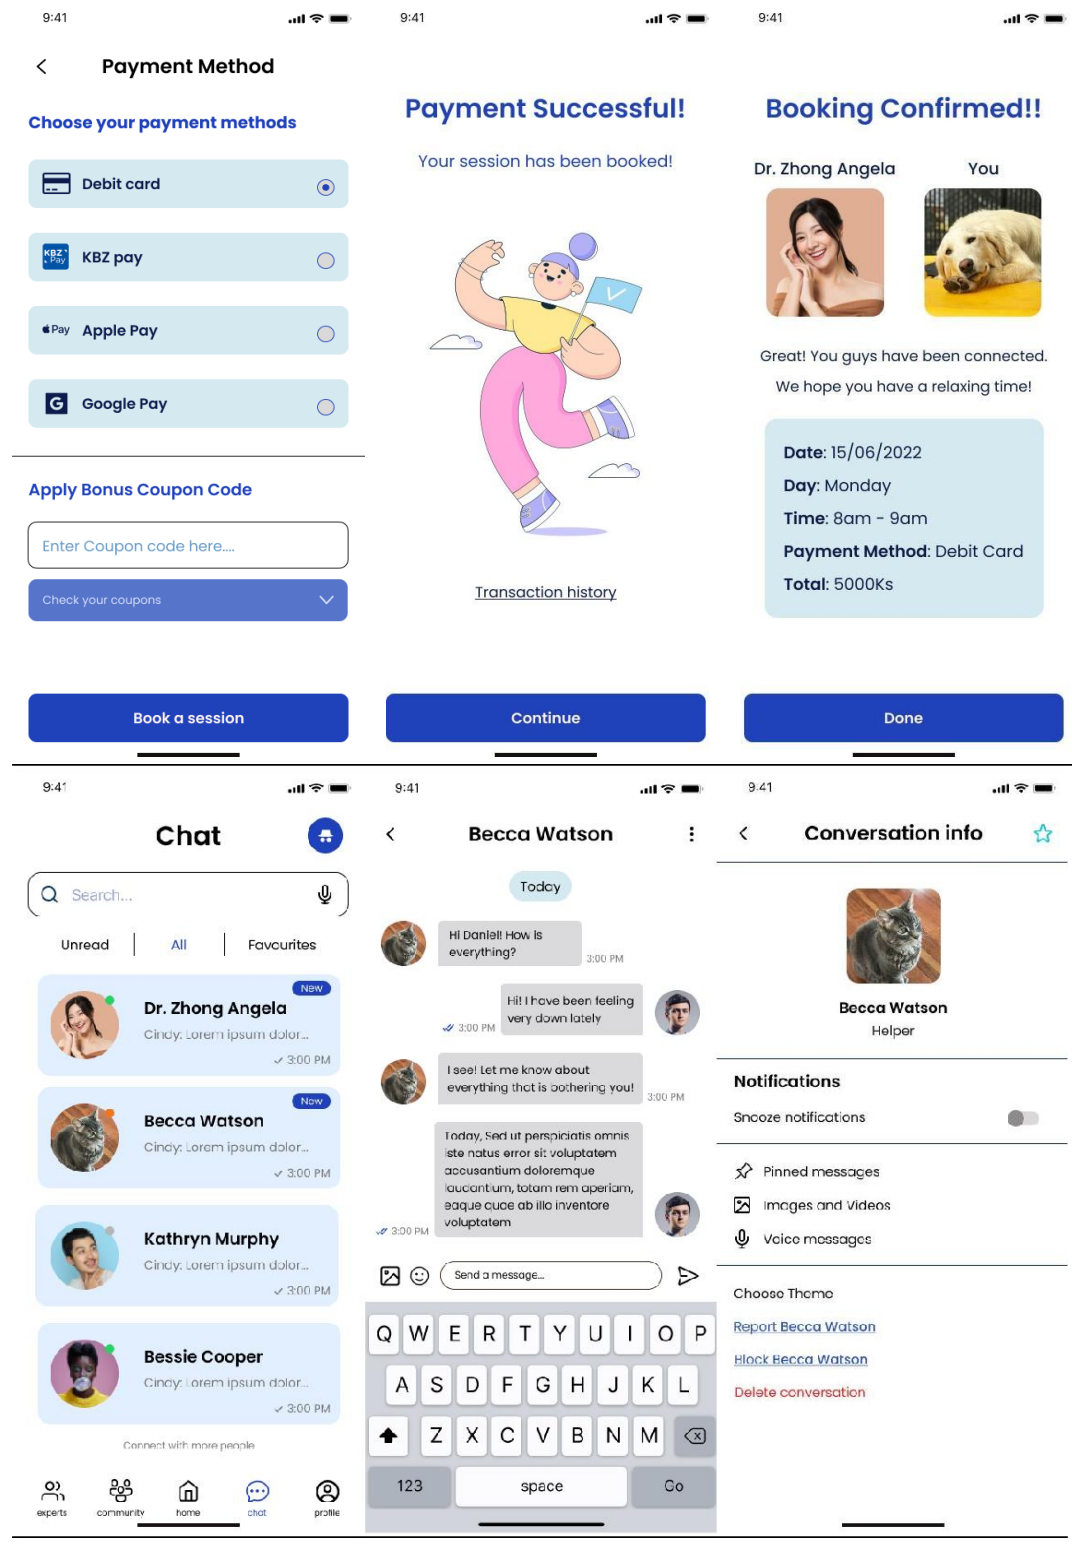 9:41
Payment Method
Choose your payment methods
Debit card
KBZ Pay
KBZ pay
Pay
Apple Pay
G
Google Pay
Apply Bonus Coupon Code
Enter Coupon code here....
Check your coupons
Book a session
9:41
Payment Successful!
Your session has been booked!
Transaction history
Continue
9:41
Booking Confirmed!!
Dr. Zhong Angela
You
Great! You guys have been connected.
We hope you have a relaxing time!
Date: 15/06/2022
Day: Monday
Time: 8am - 9am
Payment Method: Debit Card
Total: 5000Ks
Done
9:41
Chat
Search...
Unread
All
Favourites
New
Dr. Zhong Angela
Cindy: Lorem ipsum dolor...
3:00 PM
New
Becca Watson
Cindy: Lorem ipsum dolor...
3:00 PM
Kathryn Murphy
Cindy: Lorem ipsum dolor...
3:00 PM
Bessie Cooper
Cindy: Lorem ipsum dolor...
3:00 PM
Connect with more people
experts
community
home
chat
profile
9:41
Becca Watson
Today
Hi Daniel! How is
everything?
3:00 PM
Hi! I have been feeling
very down lately
3:00 PM
I see! Let me know about
everything that is bothering you!
3:00 PM
Today, Sed ut perspiciatis omnis
iste natus error sit voluptatem
accusantium doloremque
laudantium, totam rem aperiam,
eaque quae ab illo inventore
voluptatem
3:00 PM
Send a message...
Q W E R T Y U I O P
A S D F G H J K L
Z X C V B N M
123
space
Go
9:41
Conversation info
Becca Watson
Helper
Notifications
Snooze notifications
Pinned messages
Images and Videos
Voice messages
Choose Theme
Report Becca Watson
Block Becca Watson
Delete conversation